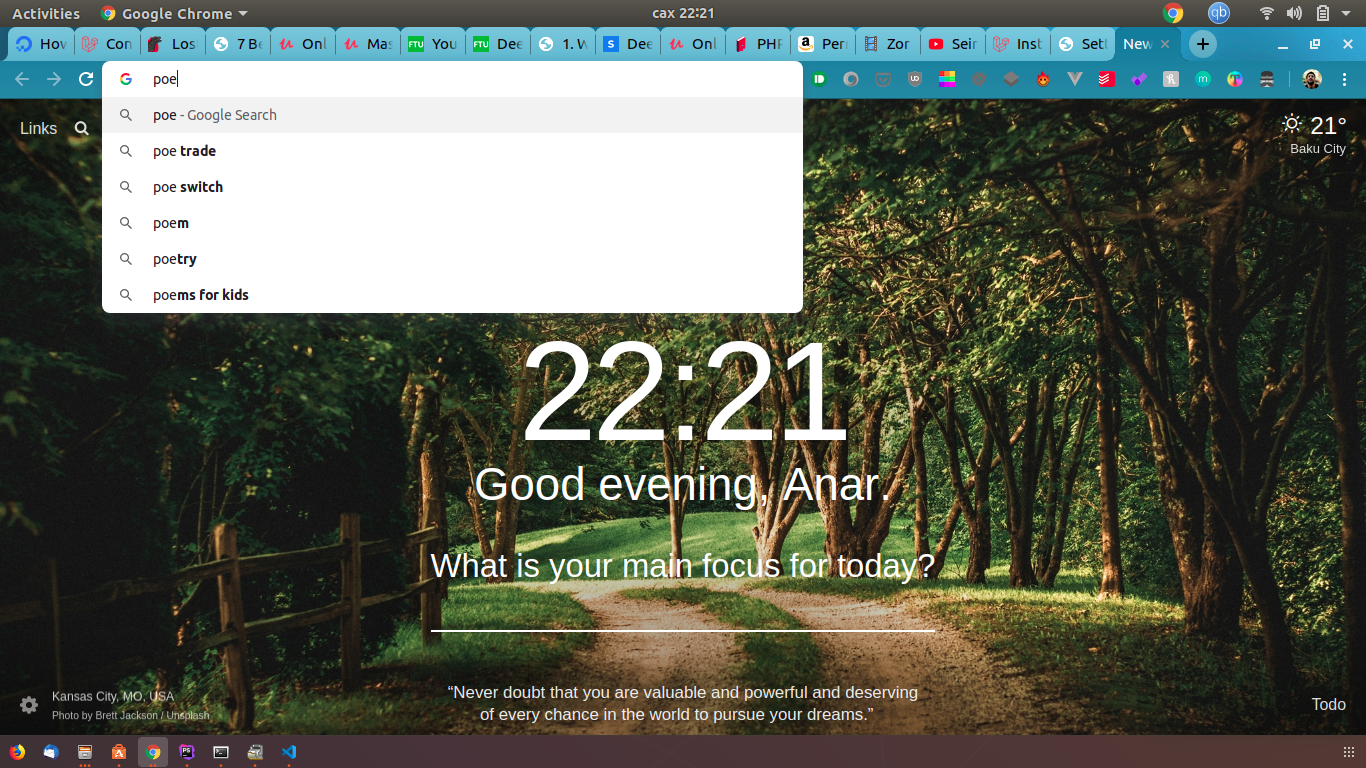 Activities
Google Chrome
cax 22:21
How
Con
Los
7 Be
Onl
Mas
FTU You
FTU Dee
1. W
S Dee
Onl
PHP
Zor
Seir
Inst
New
poe
poe - Google Search
poe trade
poe switch
poem
poetry
poems for kids
Links
21°
Baku City
22:21
Good evening, Anar.
What is your main focus for today?
“Never doubt that you are valuable and powerful and deserving
of every chance in the world to pursue your dreams.”
Kansas City, MO, USA
Photo by Brett Jackson / Unsplash
Todo